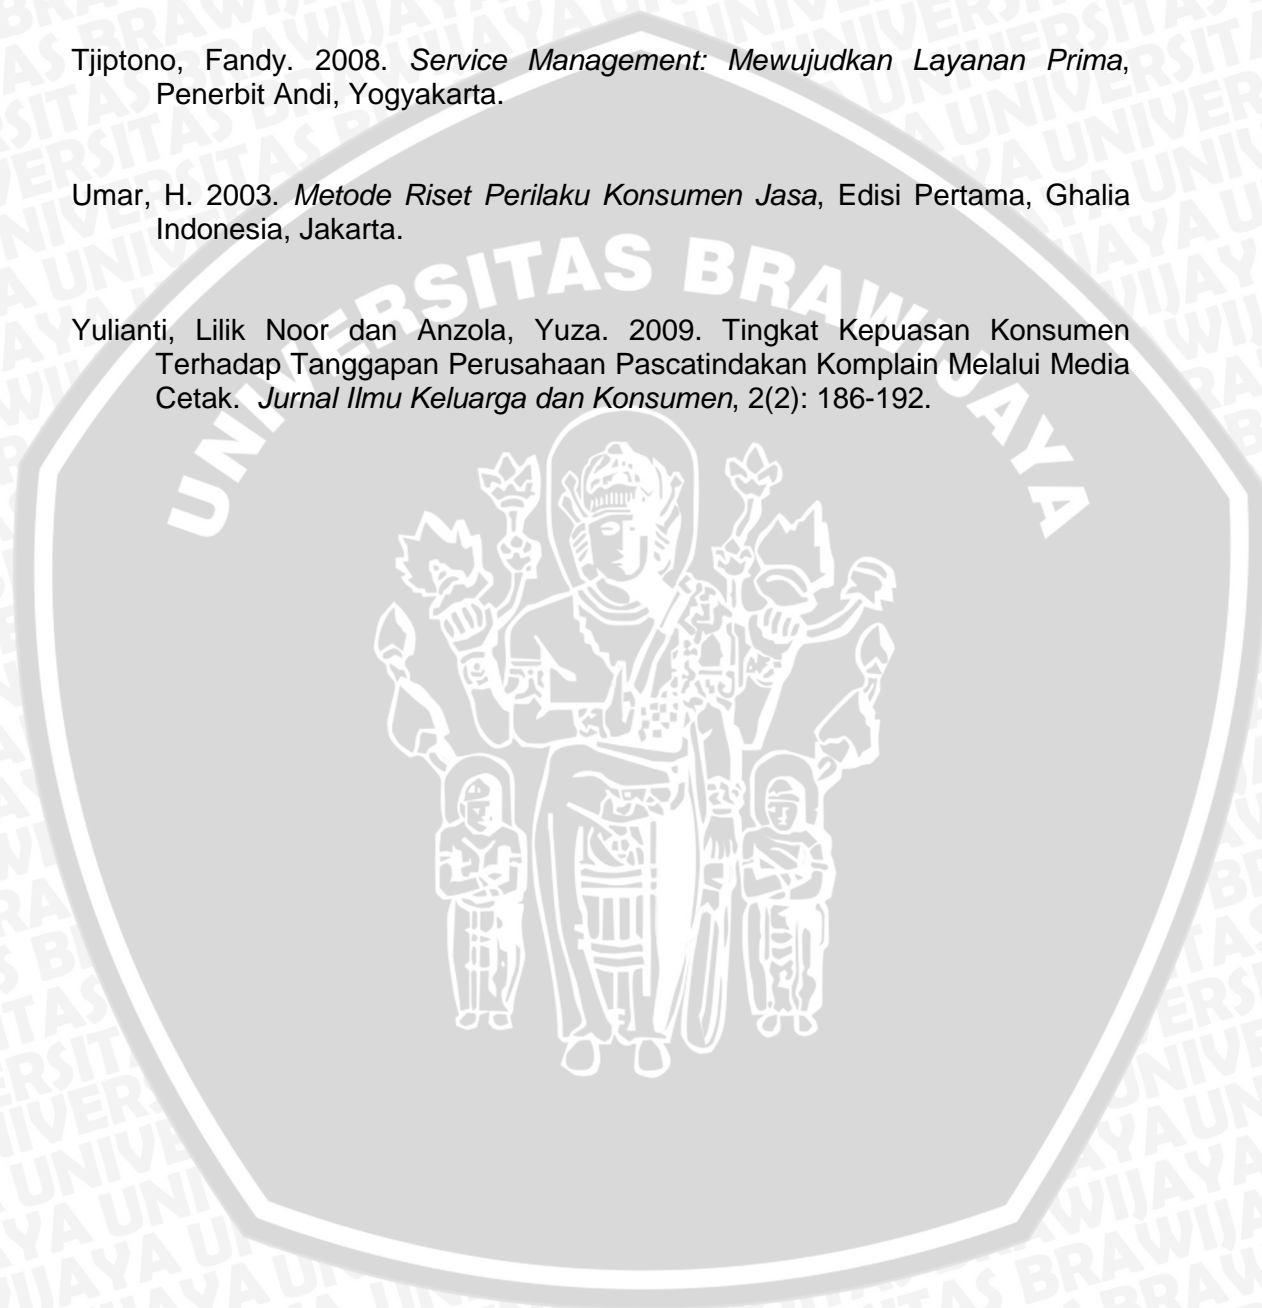 Tjiptono, Fandy. 2008. Service Management: Mewujudkan Layanan Prima,
Penerbit Andi, Yogyakarta.
Umar, H. 2003. Metode Riset Perilaku Konsumen Jasa, Edisi Pertama, Ghalia
Indonesia, Jakarta.
Yulianti, Lilik Noor dan Anzola, Yuza. 2009. Tingkat Kepuasan Konsumen
Terhadap Tanggapan Perusahaan Pascatindakan Komplain Melalui Media
Cetak. Jurnal Ilmu Keluarga dan Konsumen, 2(2): 186-192.
UNIVERSITAS BRAWIJAYA